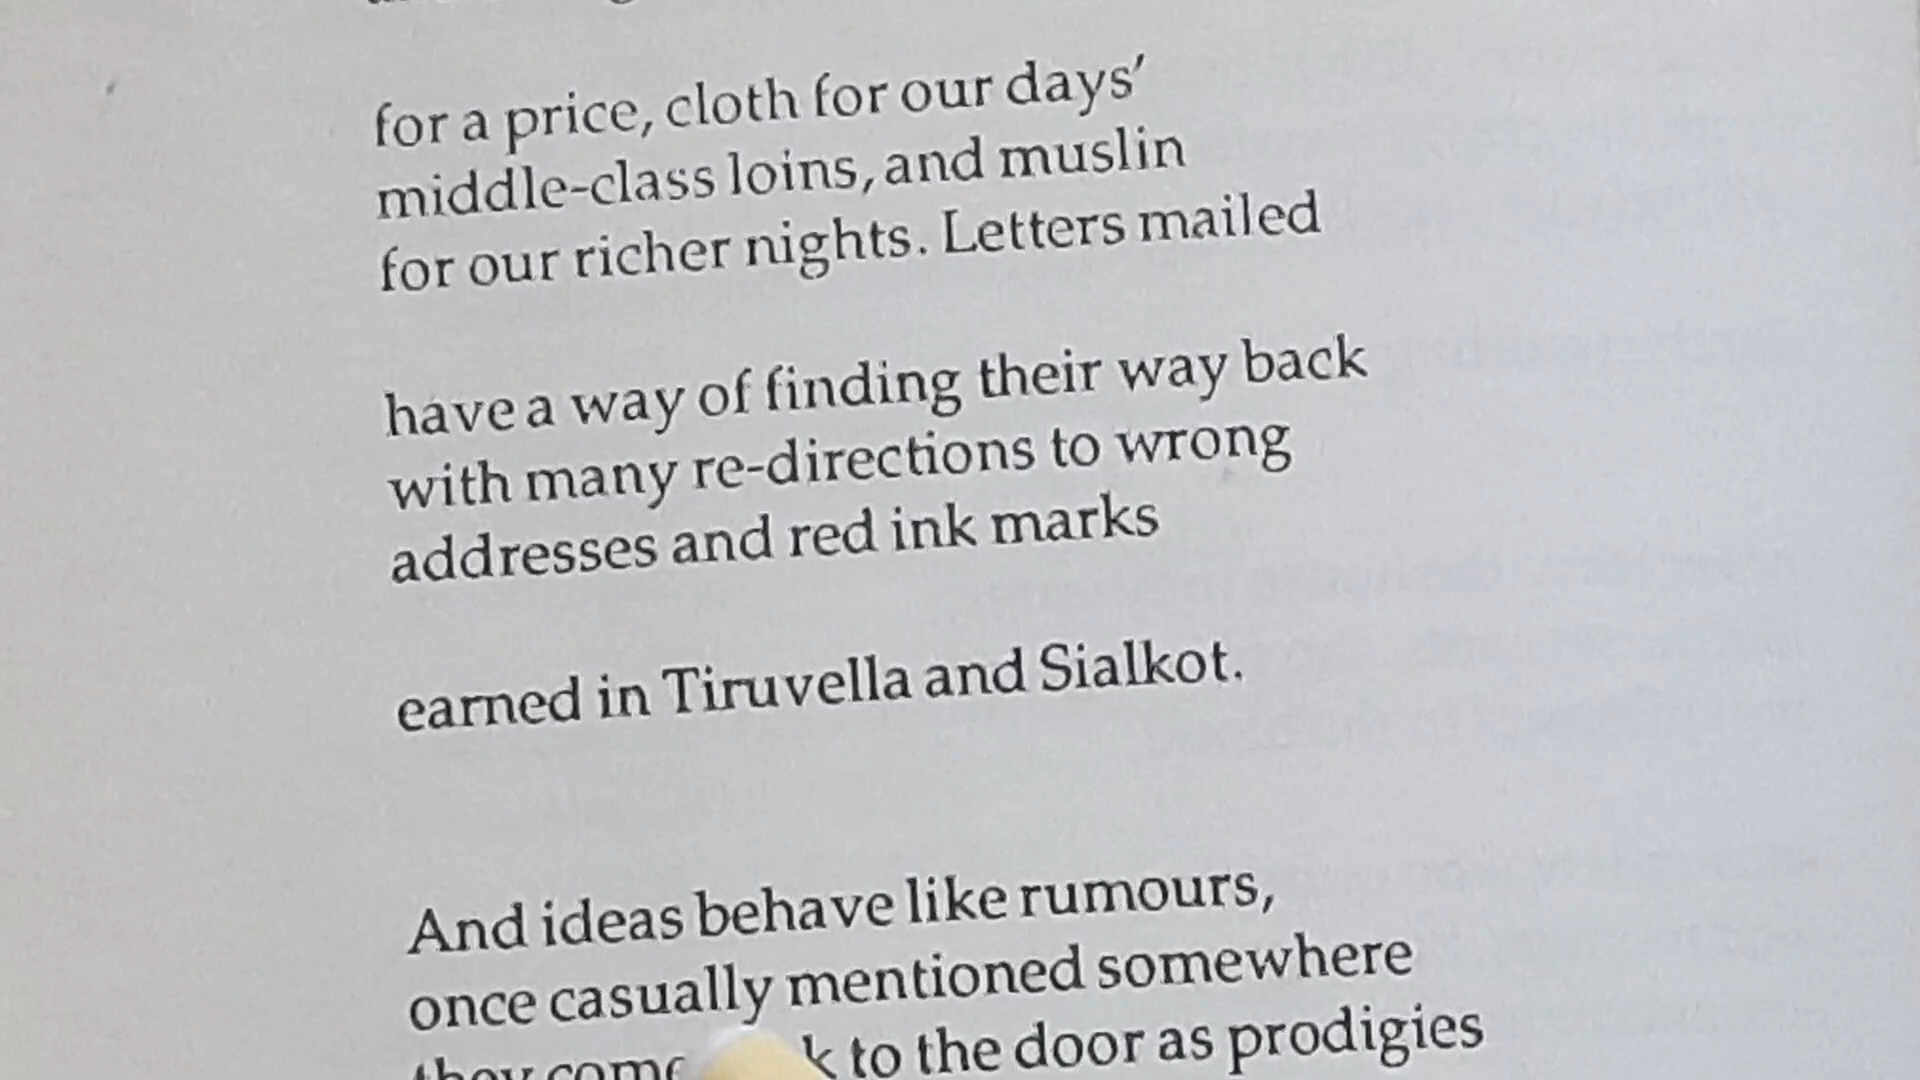 for a price, cloth for our days'
middle-class loins, and muslin
for our richer nights. Letters mailed
have a way of finding their way back
with many re-directions to wrong
addresses and red ink marks
earned in Tiruvella and Sialkot.
And ideas behave like rumours,
once casually mentioned somewhere
they to the door as prodigies